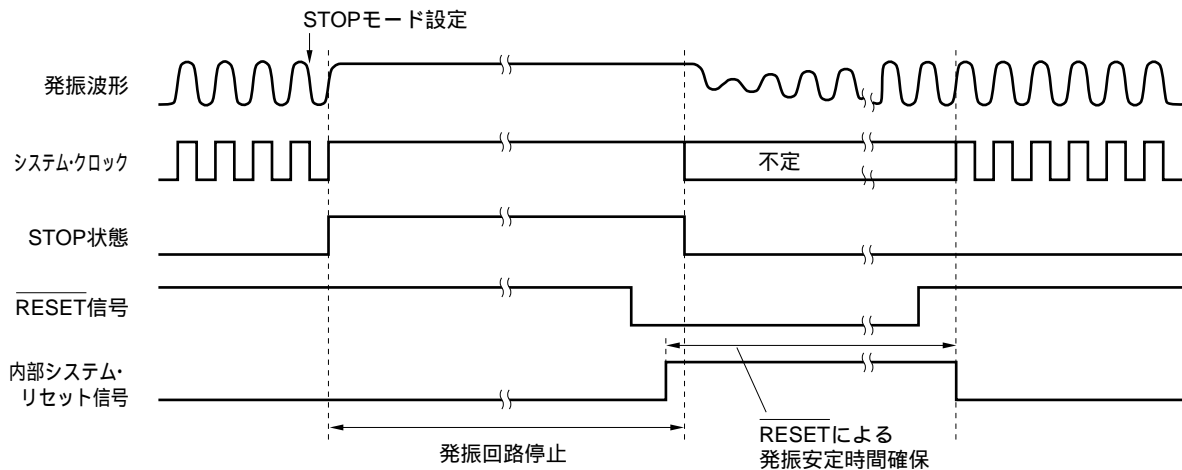 STOPモード設定
発振波形
システム・クロック
不定
STOP状態
RESET信号
内部システム・
リセット信号
発振回路停止
RESETによる
発振安定時間確保